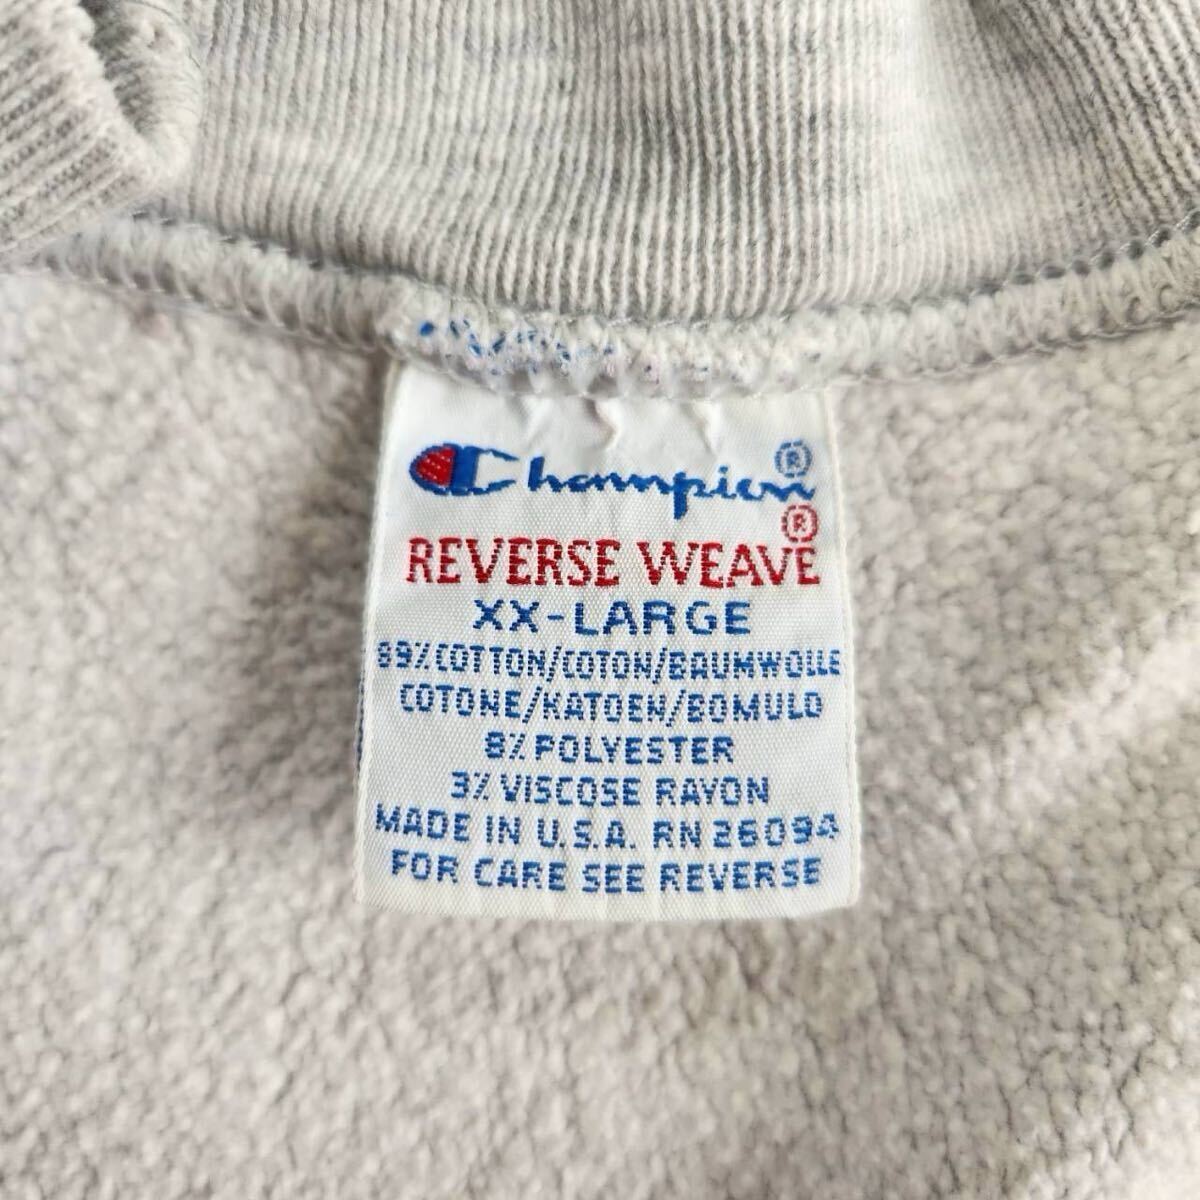 Champion®
REVERSE WEAVE®
XX-LARGE
89% COTTON/COTON/BAUMWOLLE
COTONE/KATOEN/BOMULD
8% POLYESTER
3% VISCOSE RAYON
MADE IN U.S.A. RN 26094
FOR CARE SEE REVERSE